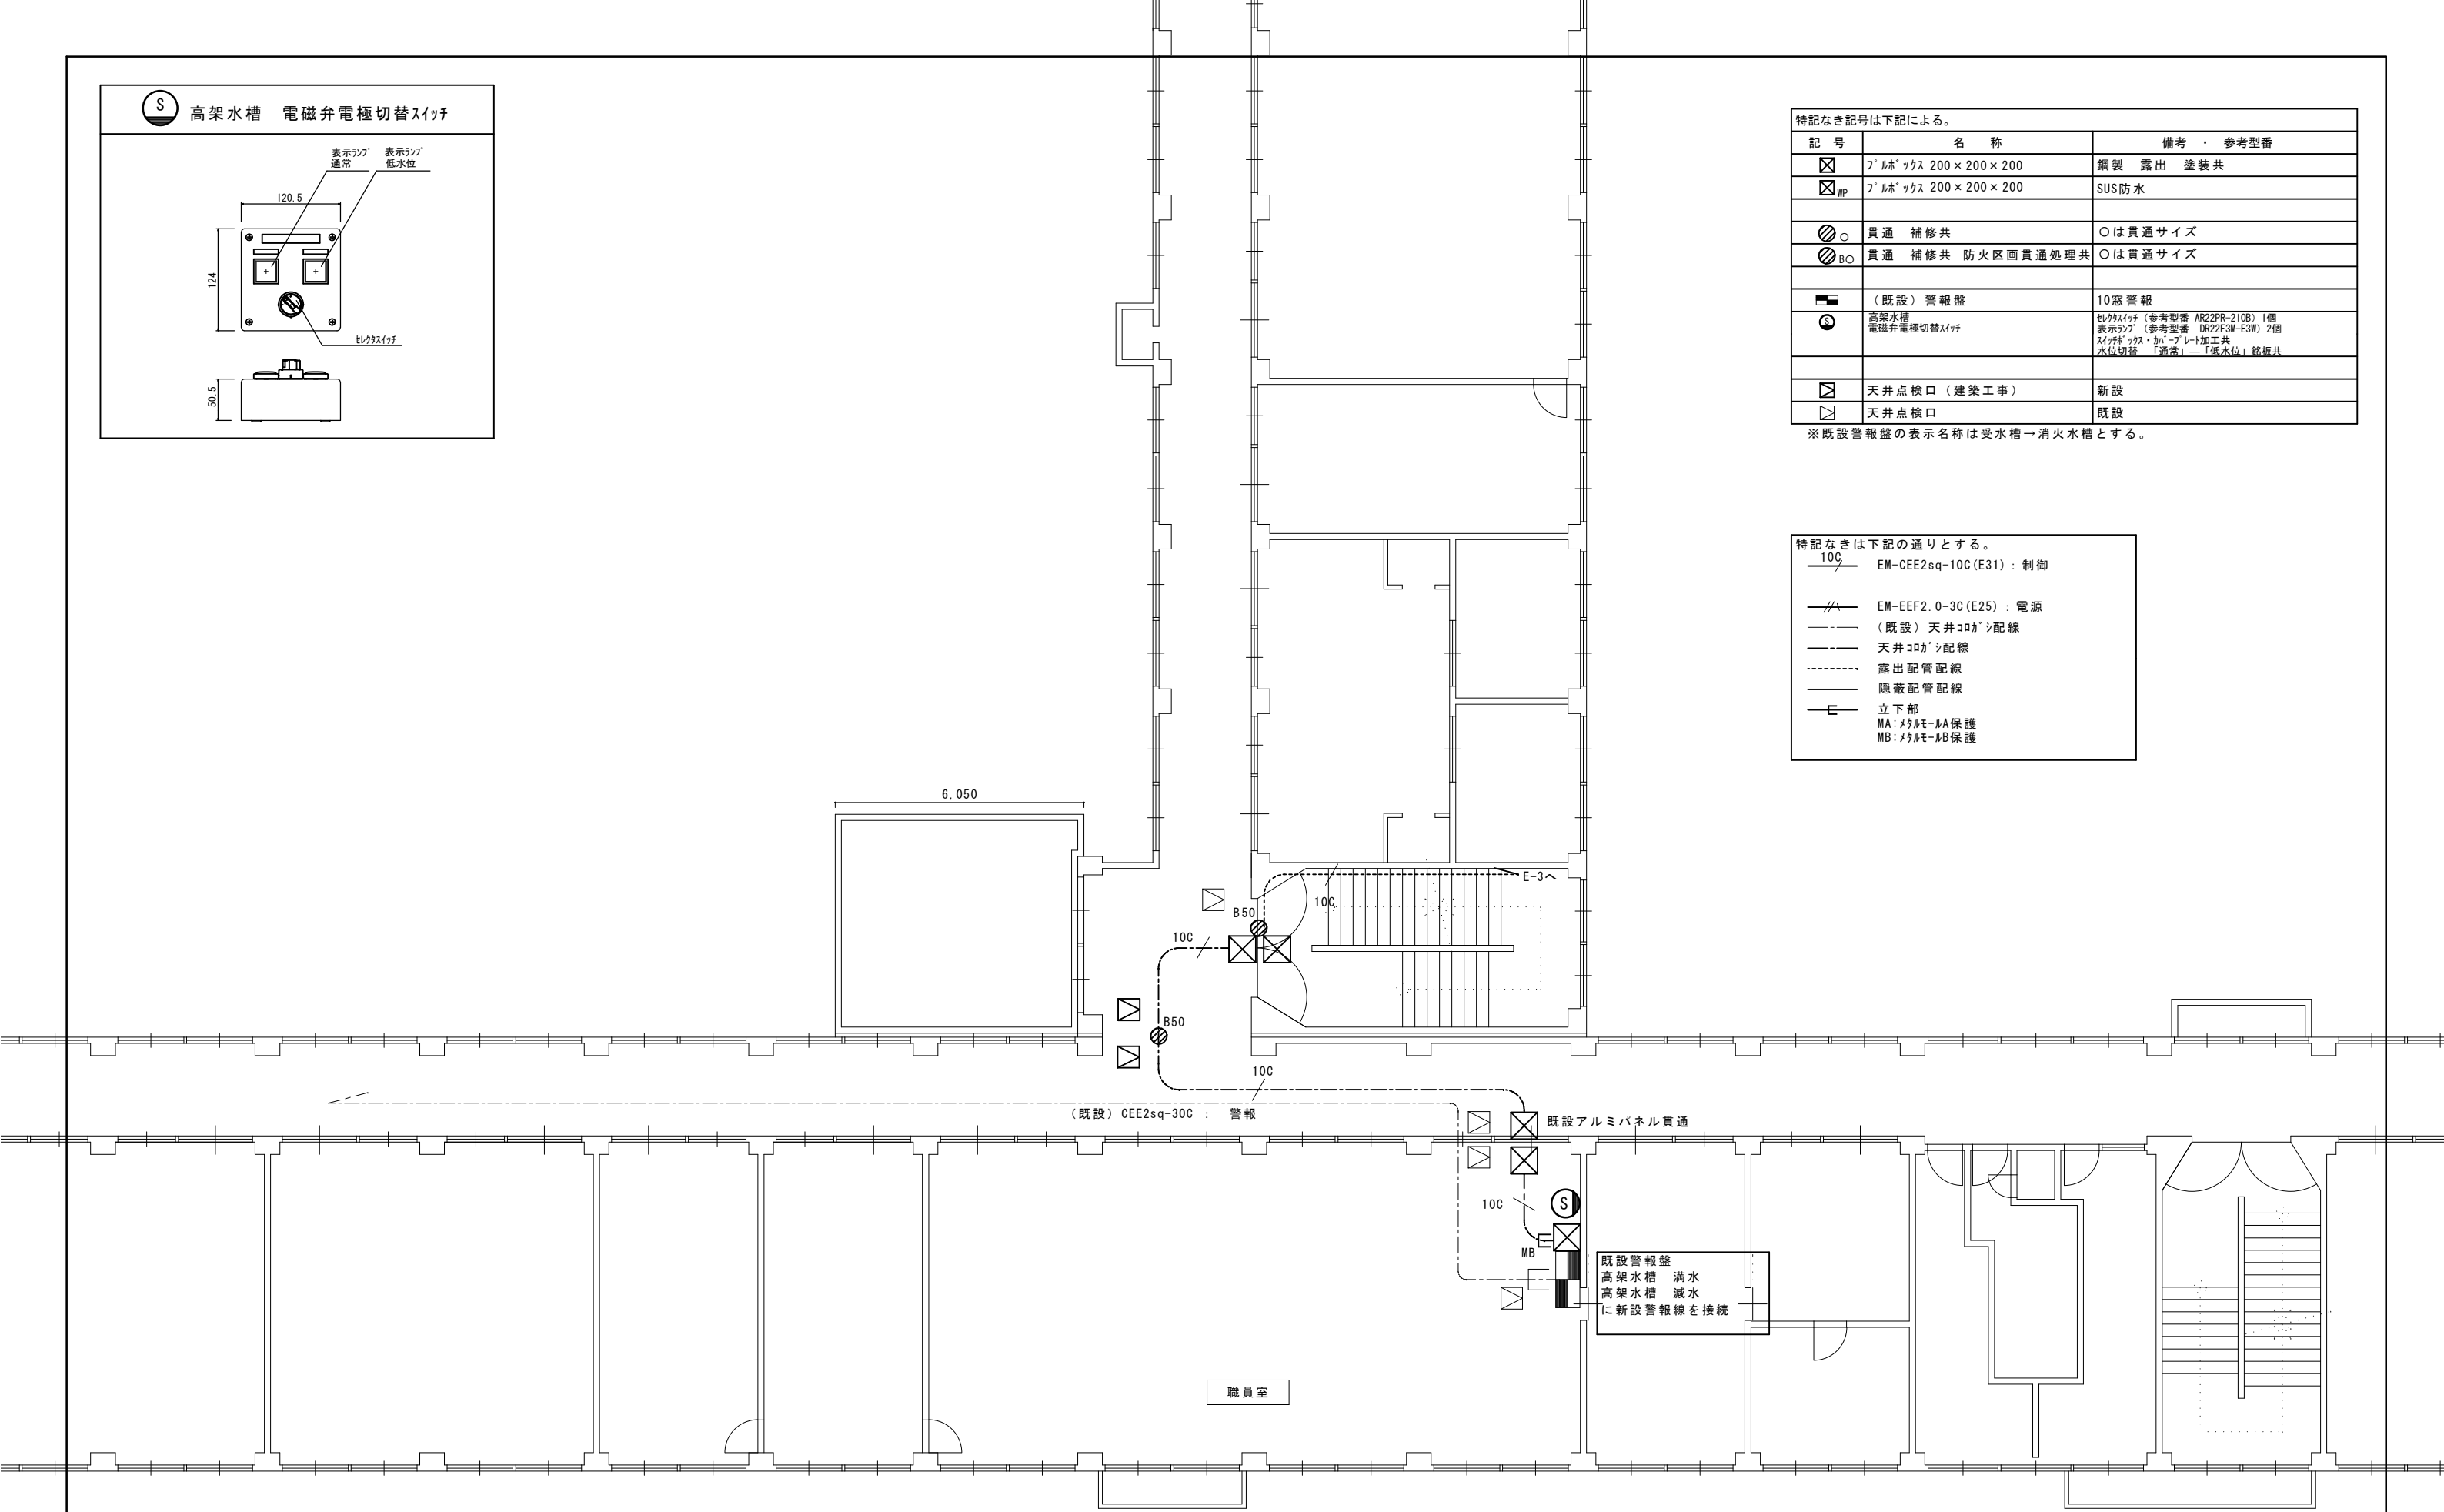 S 高架水槽　電磁弁電極切替ｽｲｯﾁ
表示ﾗﾝﾌﾟ 表示ﾗﾝﾌﾟ
通常 低水位
120.5
124
ｾﾚｸﾀｽｲｯﾁ
50.5
特記なき記号は下記による。
記　号 名　　称 備考　・　参考型番
ﾌﾟﾙﾎﾞｯｸｽ 200×200×200 鋼製　露出　塗装共
WP ﾌﾟﾙﾎﾞｯｸｽ 200×200×200 SUS防水
○ 貫通　補修共 ○は貫通サイズ
B○ 貫通　補修共　防火区画貫通処理共 ○は貫通サイズ
（既設）警報盤 10窓警報
S 高架水槽
電磁弁電極切替ｽｲｯﾁ
ｾﾚｸﾀｽｲｯﾁ（参考型番 AR22PR-210B）1個
表示ﾗﾝﾌﾟ（参考型番　DR22F3M-E3W）2個
ｽｲｯﾁﾎﾞｯｸｽ・ｶﾊﾞｰﾌﾟﾚｰﾄ加工共
水位切替　「通常」―「低水位」銘板共
天井点検口（建築工事） 新設
天井点検口 既設
※既設警報盤の表示名称は受水槽→消火水槽とする。
特記なきは下記の通りとする。
10C EM-CEE2sq-10C(E31)：制御
EM-EEF2.0-3C(E25)：電源
（既設）天井ｺﾛｶﾞｼ配線
天井ｺﾛｶﾞｼ配線
露出配管配線
隠蔽配管配線
立下部
MA:ﾒﾀﾙﾓｰﾙA保護
MB:ﾒﾀﾙﾓｰﾙB保護
6,050
E-3へ
10C
B50
10C
B50
10C
（既設）CEE2sq-30C ：　警報
既設アルミパネル貫通
10C
S
MB
既設警報盤
高架水槽　満水
高架水槽　減水
に新設警報線を接続
職員室